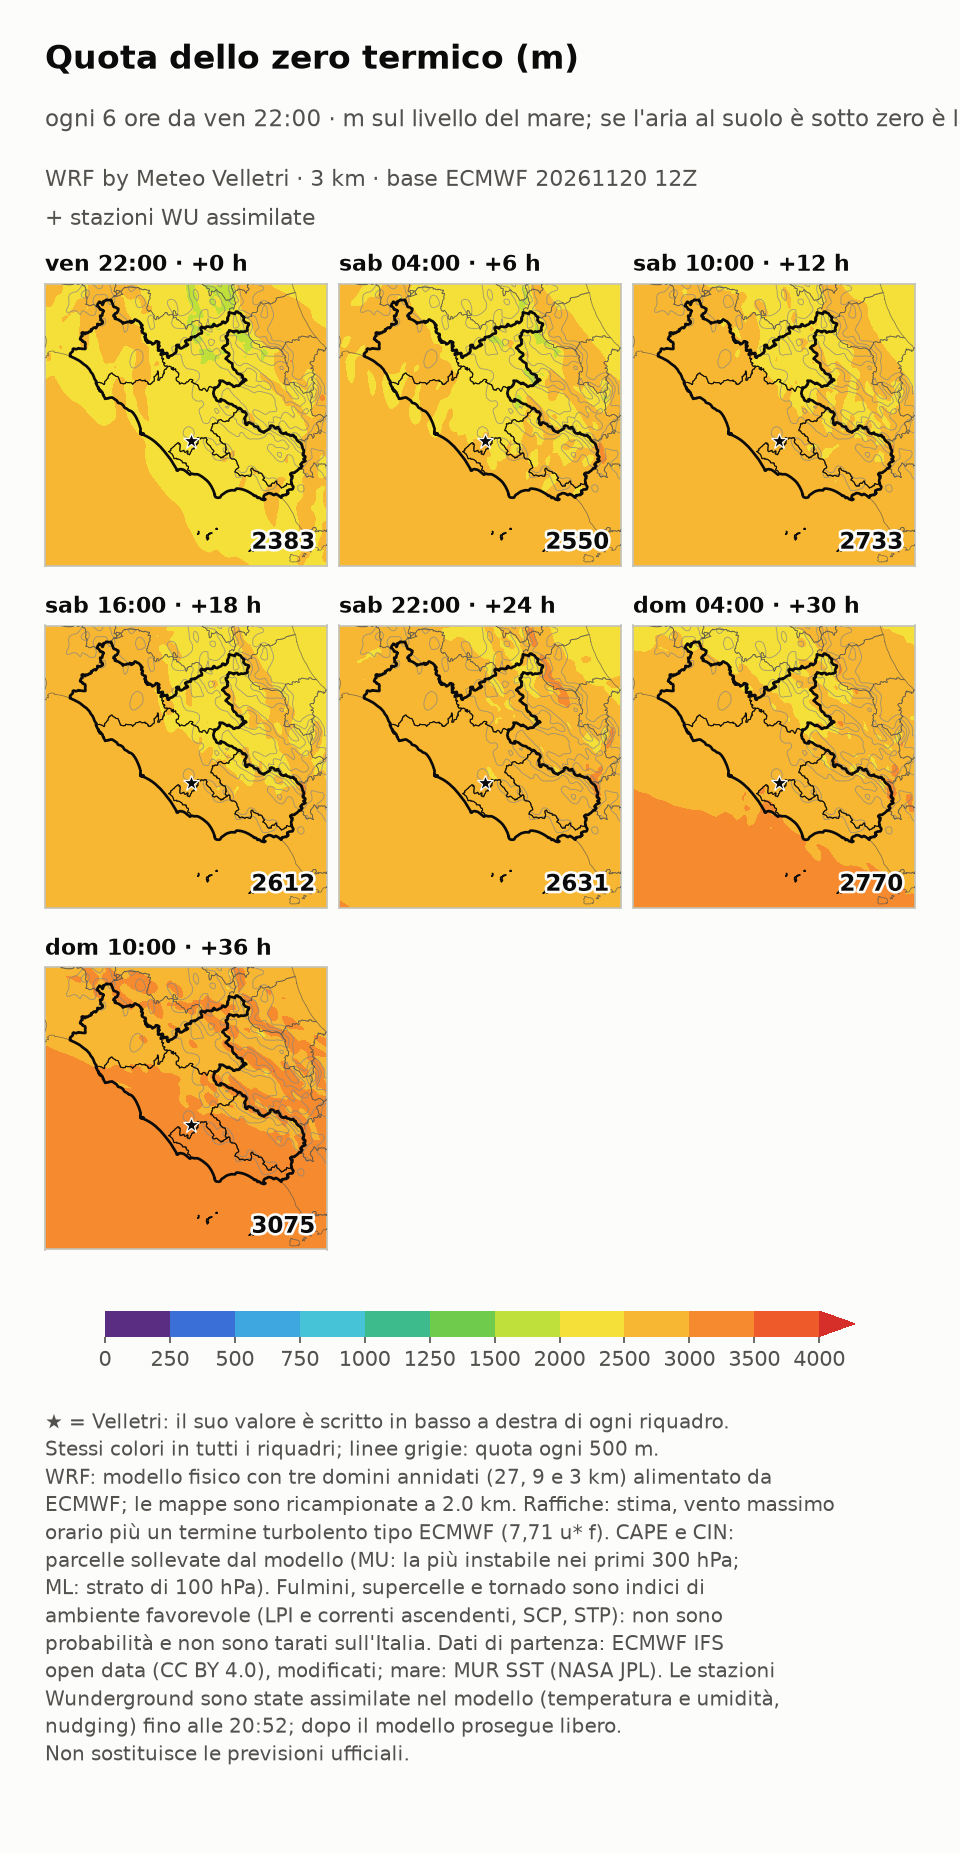 Quota dello zero termico (m)
ogni 6 ore da ven 22:00 · m sul livello del mare; se l'aria al suolo è sotto zero è l
WRF by Meteo Velletri · 3 km · base ECMWF 20261120 12Z
+ stazioni WU assimilate
ven 22:00 · +0 h
sab 04:00 · +6 h
sab 10:00 · +12 h
2383
2550
2733
sab 16:00 · +18 h
sab 22:00 · +24 h
dom 04:00 · +30 h
2612
2631
2770
dom 10:00 · +36 h
3075
0 250 500 750 1000 1250 1500 2000 2500 3000 3500 4000
★ = Velletri: il suo valore è scritto in basso a destra di ogni riquadro.
Stessi colori in tutti i riquadri; linee grigie: quota ogni 500 m.
WRF: modello fisico con tre domini annidati (27, 9 e 3 km) alimentato da
ECMWF; le mappe sono ricampionate a 2.0 km. Raffiche: stima, vento massimo
orario più un termine turbolento tipo ECMWF (7,71 u* f). CAPE e CIN:
parcelle sollevate dal modello (MU: la più instabile nei primi 300 hPa;
ML: strato di 100 hPa). Fulmini, supercelle e tornado sono indici di
ambiente favorevole (LPI e correnti ascendenti, SCP, STP): non sono
probabilità e non sono tarati sull'Italia. Dati di partenza: ECMWF IFS
open data (CC BY 4.0), modificati; mare: MUR SST (NASA JPL). Le stazioni
Wunderground sono state assimilate nel modello (temperatura e umidità,
nudging) fino alle 20:52; dopo il modello prosegue libero.
Non sostituisce le previsioni ufficiali.